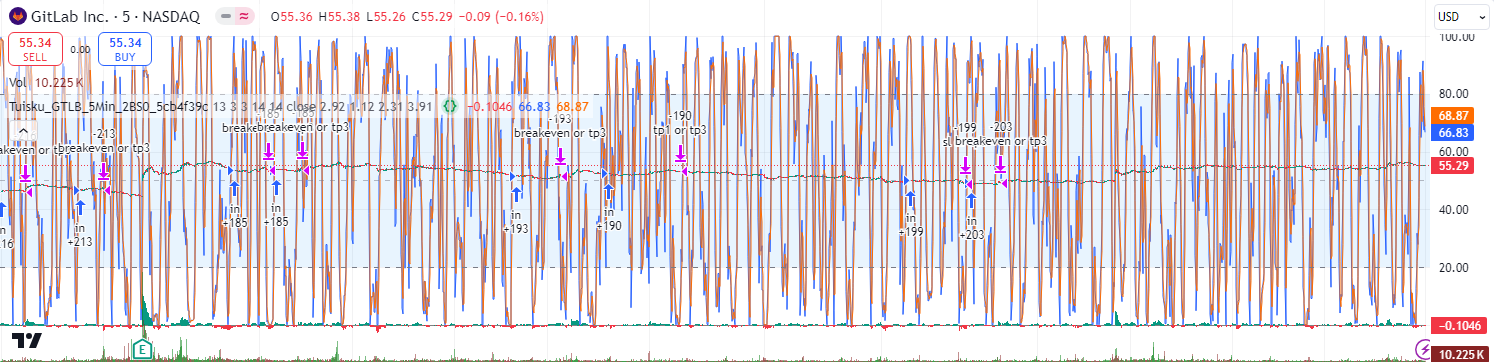 GitLab Inc. · 5 · NASDAQ O55.36 H55.38 L55.26 C55.29 −0.09 (−0.16%)
USD
55.34
SELL
0.00
55.34
BUY
100.00
Vol 10.225K
Tuisku_GTLB_5Min_2BS0_5cb4f39c 13 3 3 14 14 close 2.92 1.12 2.31 3.91 {} −0.1046 66.83 68.87
80.00
68.87
66.83
60.00
55.29
40.00
20.00
−0.1046
10.225K
-213
breakeven or tp3
in
+213
in
+185
in
+185
breakeven or tp3
-193
breakeven or tp3
in
+193
in
+190
-190
tp1 or tp3
-199
sl
in
+199
-203
breakeven or tp3
in
+203
E